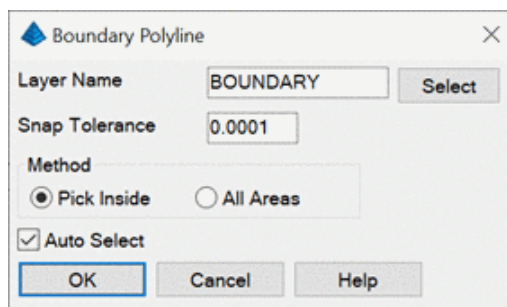 Boundary Polyline
Layer Name BOUNDARY Select
Snap Tolerance 0.0001
Method
Pick Inside All Areas
Auto Select
OK Cancel Help